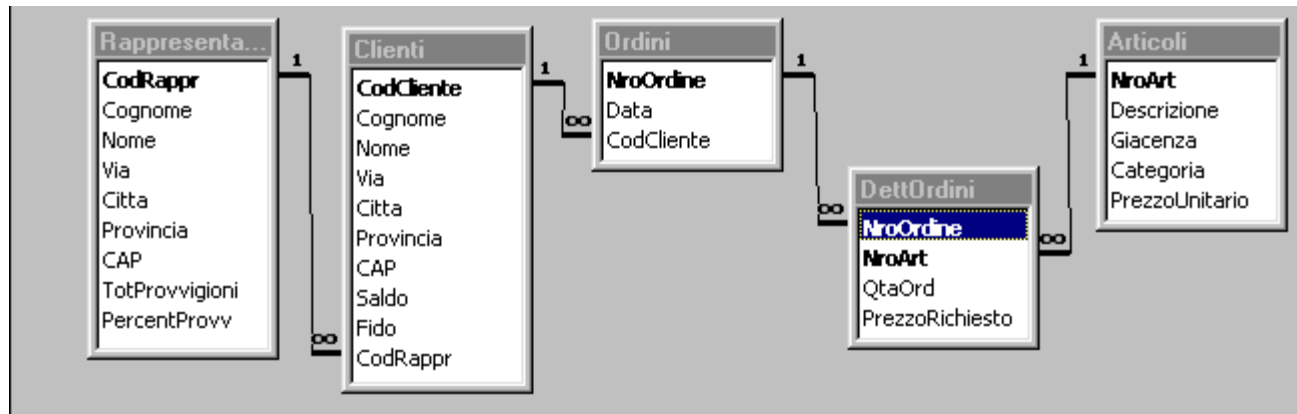 Rappresenta...
CodRappr
Cognome
Nome
Via
Citta
Provincia
CAP
TotProvvigioni
PercentProvv
1
∞
Clienti
CodCliente
Cognome
Nome
Via
Citta
Provincia
CAP
Saldo
Fido
CodRappr
1
∞
Ordini
NroOrdine
Data
CodCliente
1
∞
DettOrdini
NroOrdine
NroArt
QtaOrd
PrezzoRichiesto
∞
1
Articoli
NroArt
Descrizione
Giacenza
Categoria
PrezzoUnitario